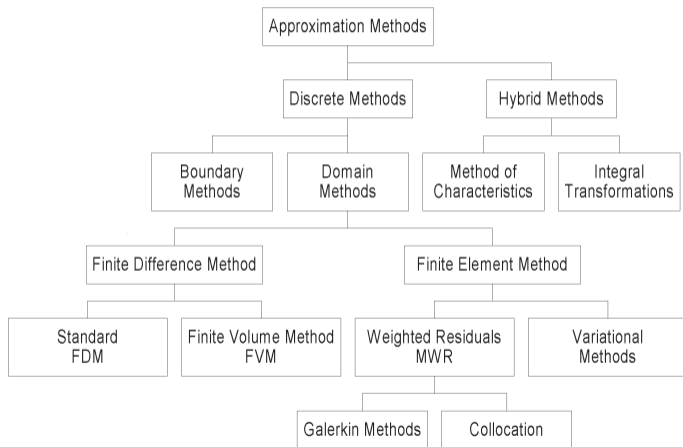 Approximation Methods
Discrete Methods
Hybrid Methods
Boundary
Methods
Domain
Methods
Method of
Characteristics
Integral
Transformations
Finite Difference Method
Finite Element Method
Standard
FDM
Finite Volume Method
FVM
Weighted Residuals
MWR
Variational
Methods
Galerkin Methods
Collocation